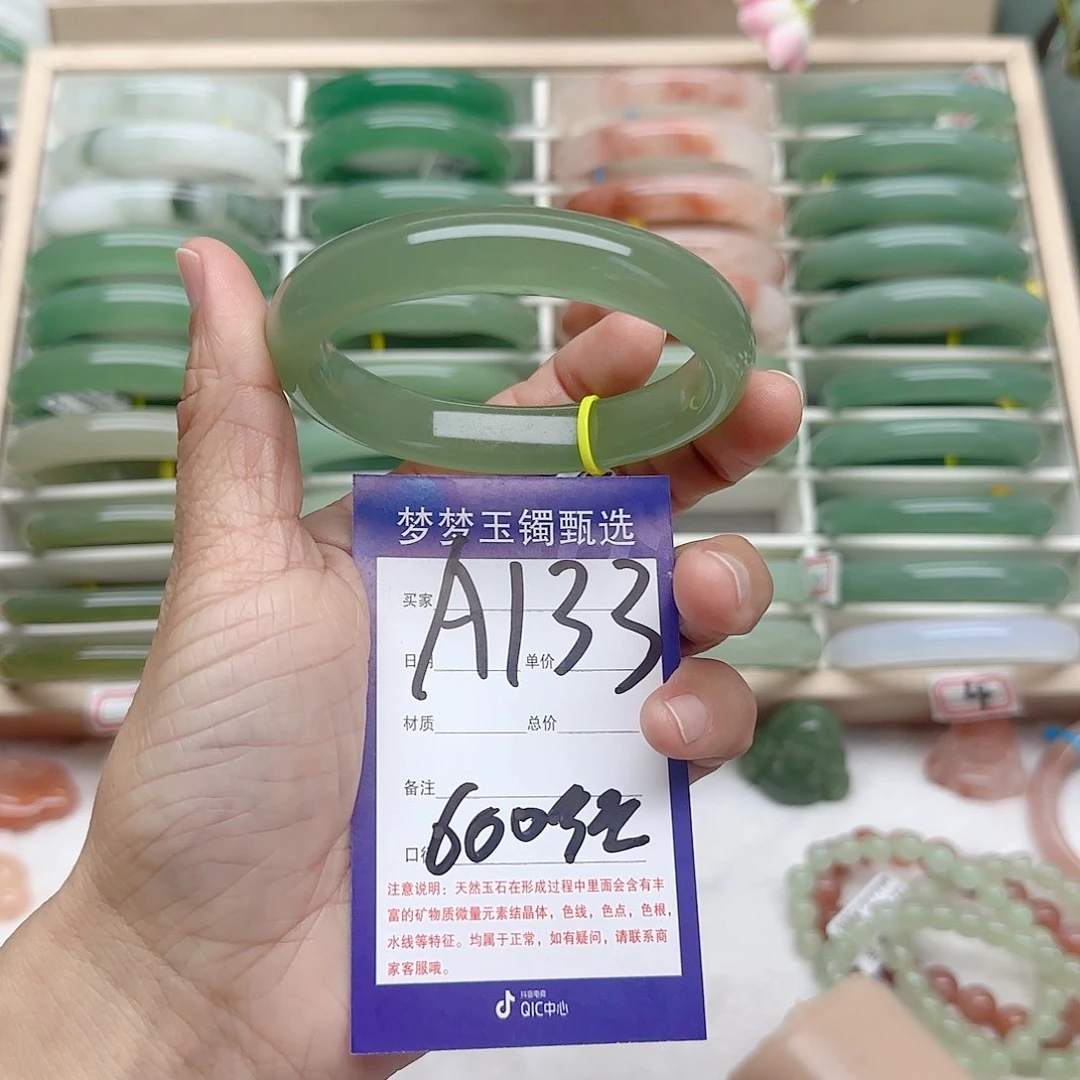 梦梦玉镯甄选
买家
A133
日期 单价
材质 总价
备注
600多元
口径
注意说明：天然玉石在形成过程中里面会含有丰
富的矿物质微量元素结晶体，色线，色点，色根，
水线等特征。均属于正常，如有疑问，请联系商
家客服哦。
抖音电商
QIC中心
4